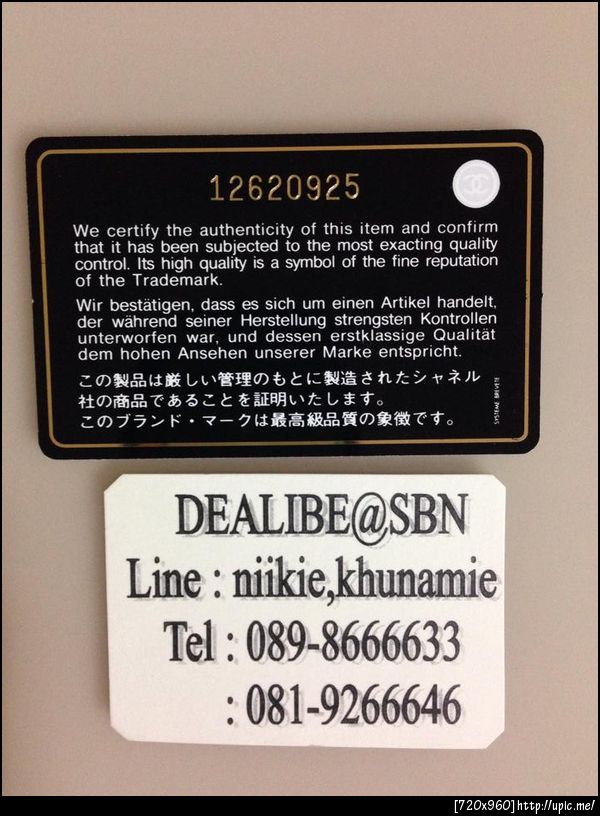 12620925
We certify the authenticity of this item and confirm
that it has been subjected to the most exacting quality
control. Its high quality is a symbol of the fine reputation
of the Trademark.
Wir bestätigen, dass es sich um einen Artikel handelt,
der während seiner Herstellung strengsten Kontrollen
unterworfen war, und dessen erstklassige Qualität
dem hohen Ansehen unserer Marke entspricht.
この製品は厳しい管理のもとに製造されたシャネル
社の商品であることを証明いたします。
このブランド・マークは最高級品質の象徴です。
SYSTEME BREVETE
DEALIBE@SBN
Line : niikie,khunamie
Tel : 089-8666633
: 081-9266646
[720x960]http://upic.me/